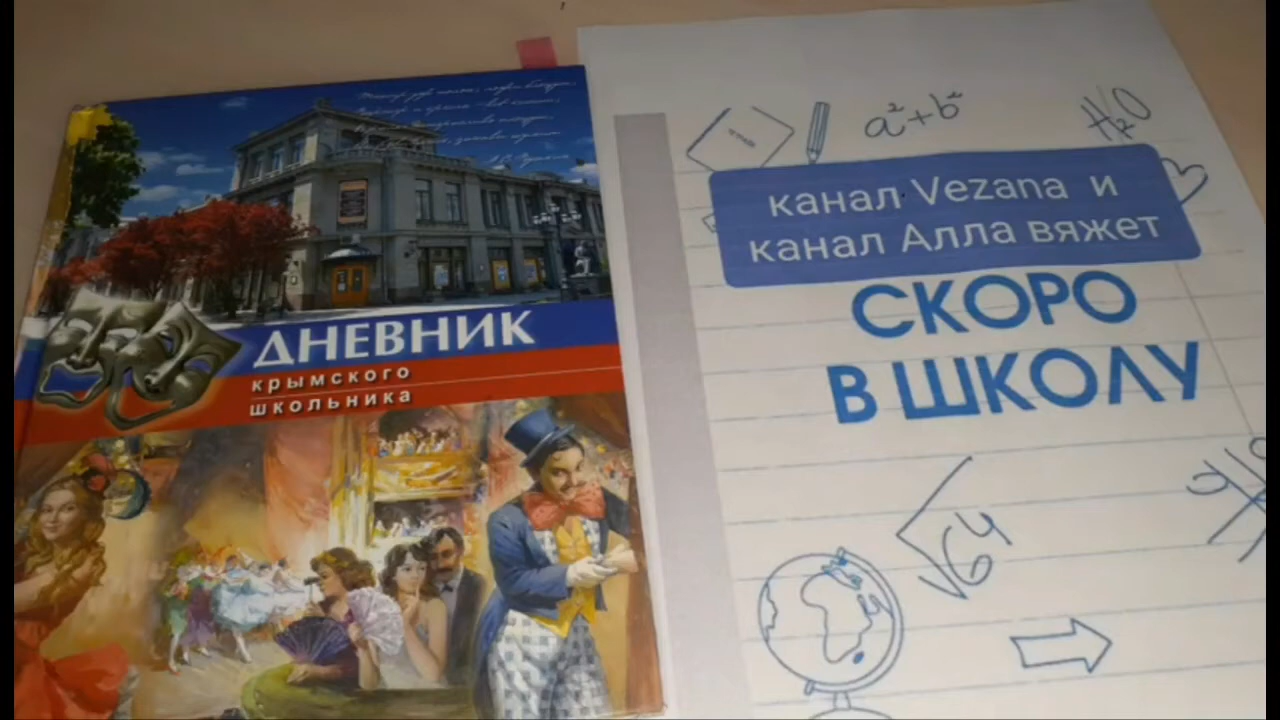 ДНЕВНИК
крымского
школьника
a²+b²
H₂O
канал Vezana и
канал Алла вяжет
СКОРО
В ШКОЛУ
√64